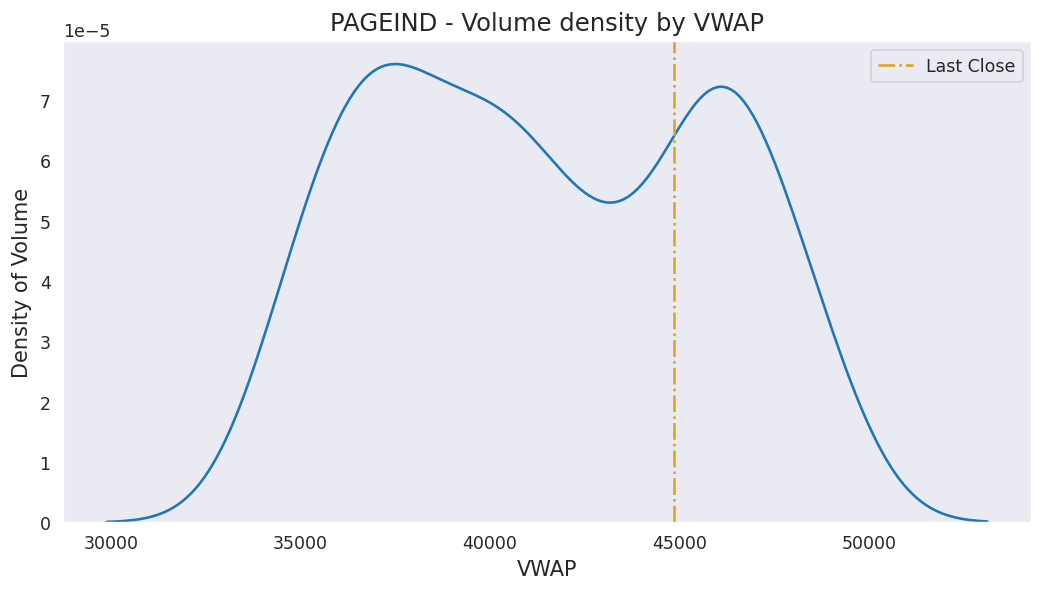 PAGEIND - Volume density by VWAP
1e−5
Last Close
7
6
5
4
3
2
1
0
Density of Volume
30000 35000 40000 45000 50000
VWAP